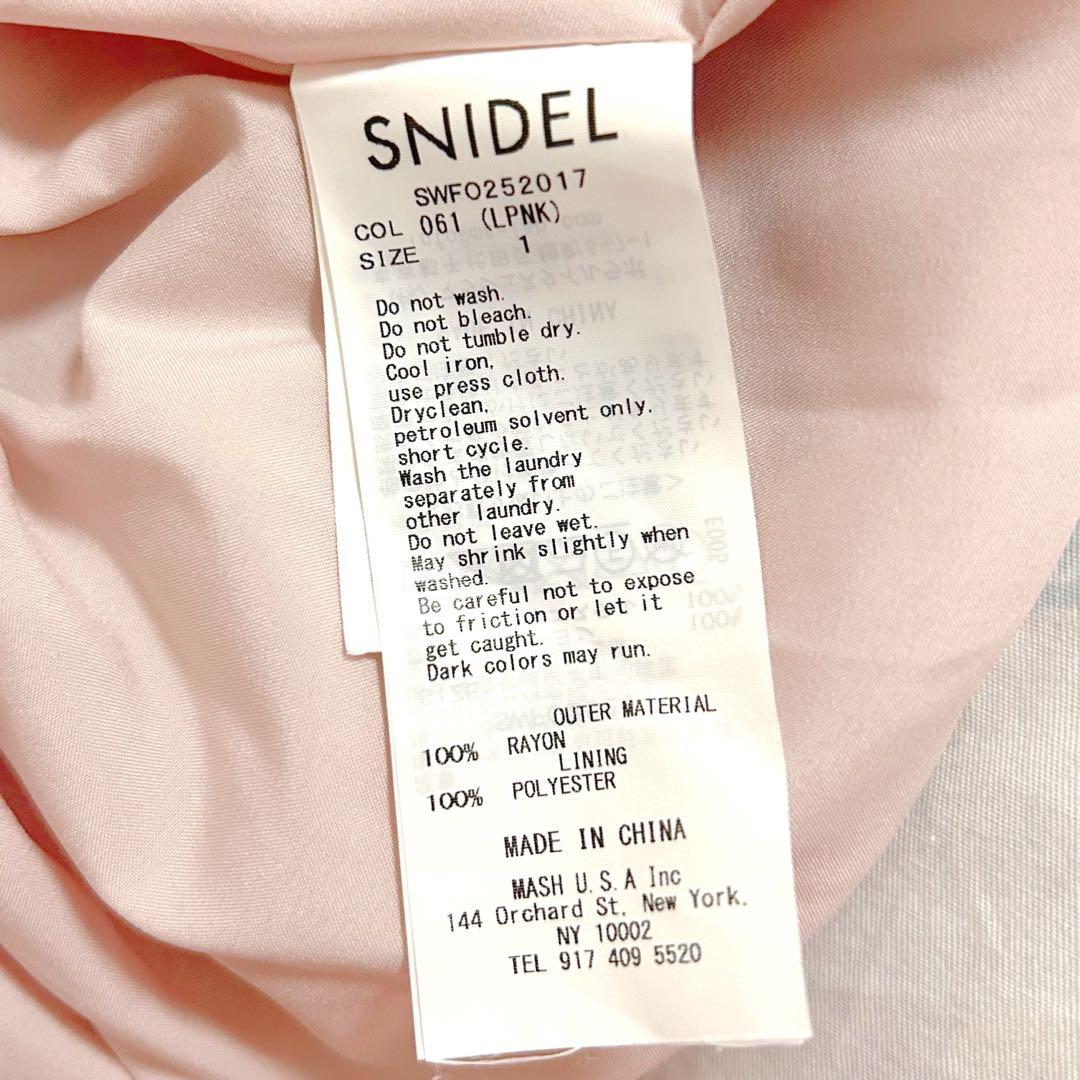 SNIDEL
SWFO252017
COL 061 (LPNK)
SIZE 1
Do not wash.
Do not bleach.
Do not tumble dry.
Cool iron,
use press cloth.
Dryclean,
petroleum solvent only.
short cycle.
Wash the laundry
separately from
other laundry.
Do not leave wet.
May shrink slightly when
washed.
Be careful not to expose
to friction or let it
get caught.
Dark colors may run.
OUTER MATERIAL
100% RAYON
LINING
100% POLYESTER
MADE IN CHINA
MASH U.S.A Inc
144 Orchard St, New York.
NY 10002
TEL 917 409 5520